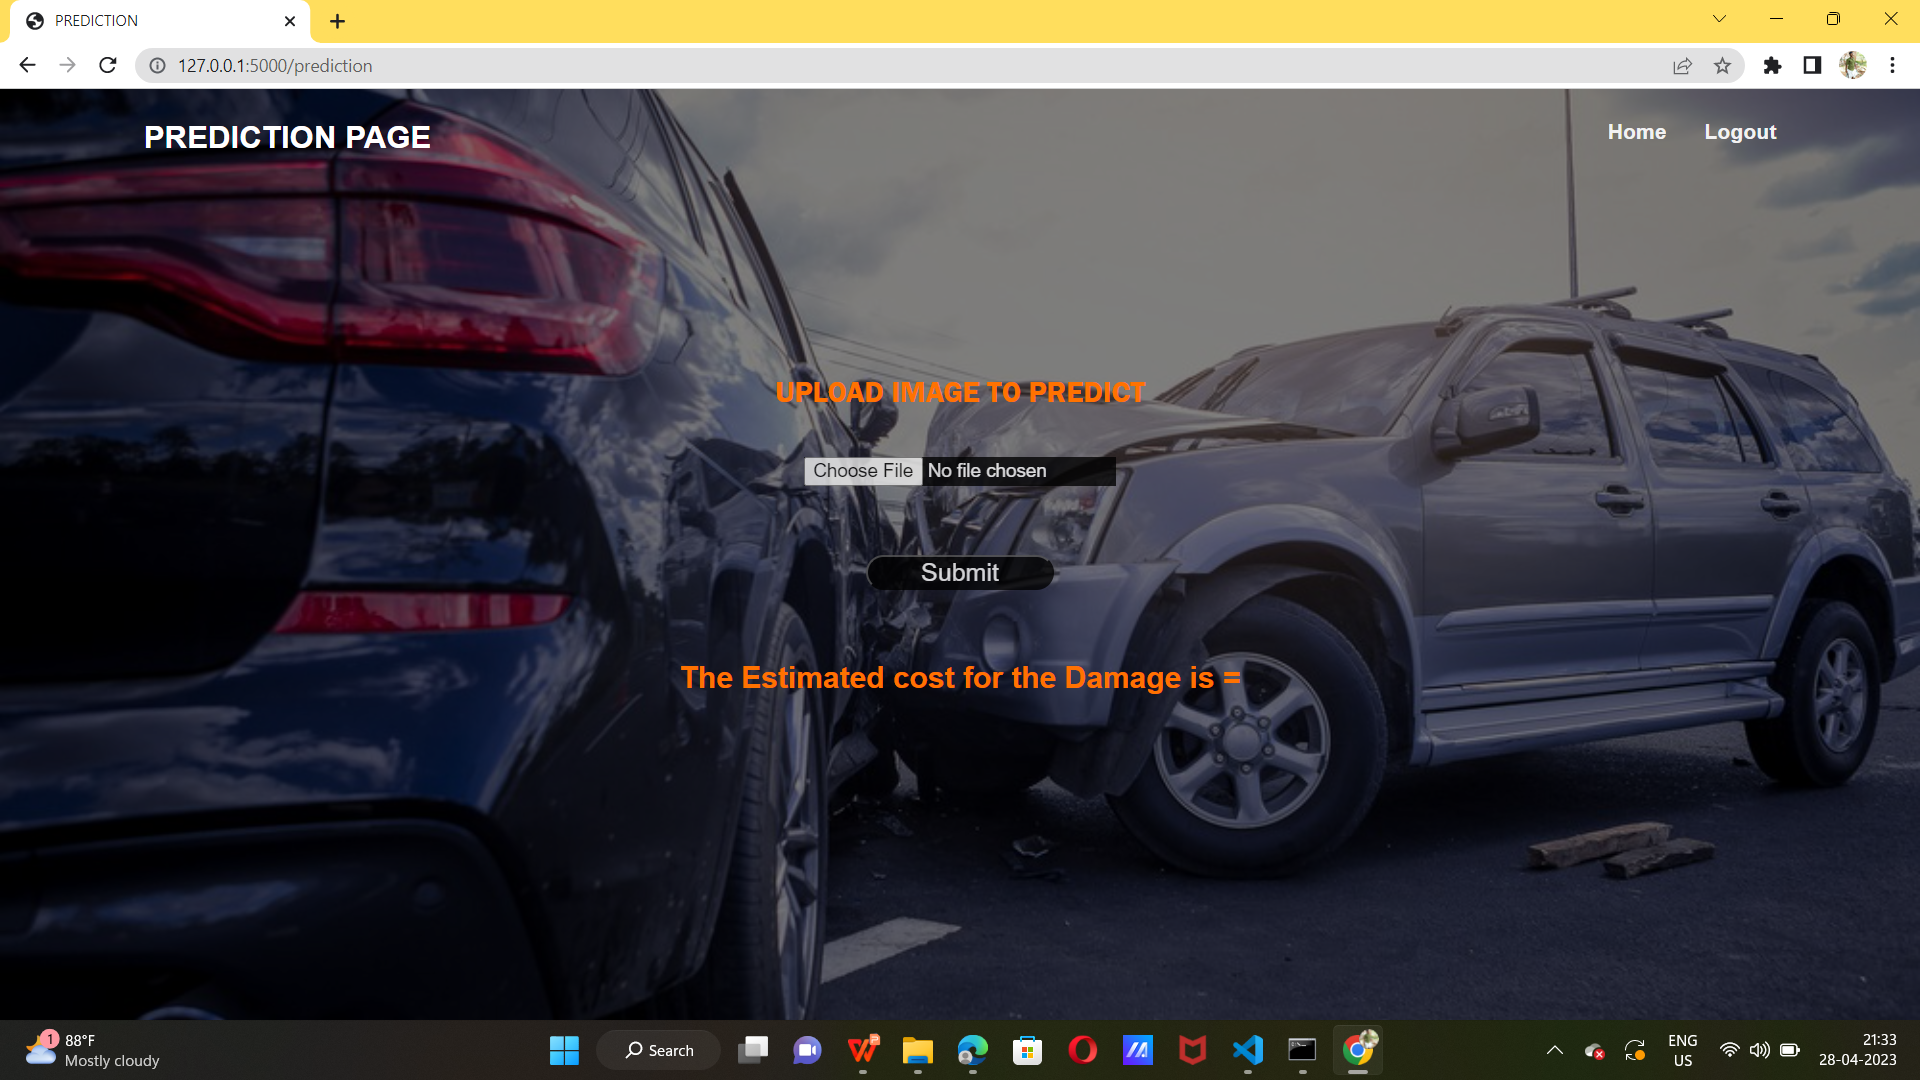 PREDICTION
127.0.0.1:5000/prediction
PREDICTION PAGE
Home
Logout
UPLOAD IMAGE TO PREDICT
Choose File
No file chosen
Submit
The Estimated cost for the Damage is =
1
88°F
Mostly cloudy
Search
ENG
US
21:33
28-04-2023